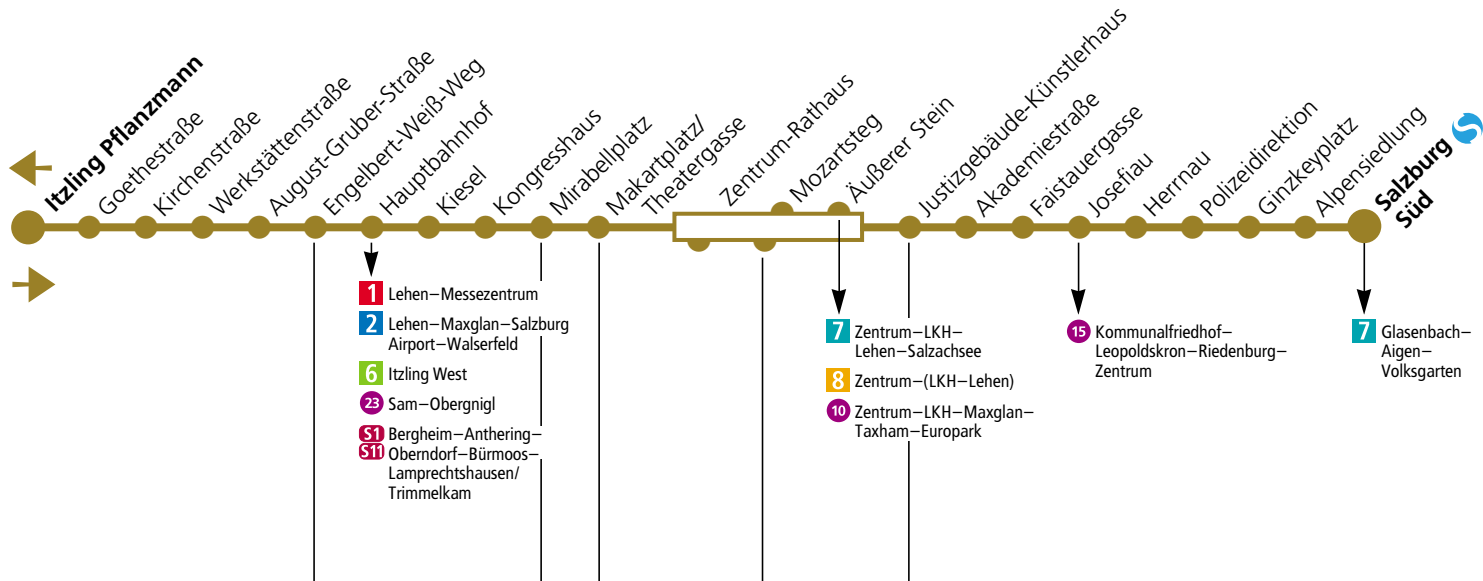 Itzling Pflanzmann
Goethestraße
Kirchenstraße
Werkstättenstraße
August-Gruber-Straße
Engelbert-Weiß-Weg
Hauptbahnhof
Kiesel
Kongresshaus
Mirabellplatz
Makartplatz/
Theatergasse
Zentrum-Rathaus
Mozartsteg
Äußerer Stein
Justizgebäude-Künstlerhaus
Akademiestraße
Faistauergasse
Josefiau
Herrnau
Polizeidirektion
Ginzkeyplatz
Alpensiedlung
Salzburg
Süd
1 Lehen–Messezentrum
2 Lehen–Maxglan–Salzburg
Airport–Walserfeld
6 Itzling West
23 Sam–Obergnigl
S1 Bergheim–Anthering–
S11 Oberndorf–Bürmoos–
Lamprechtshausen/
Trimmelkam
7 Zentrum–LKH–
Lehen–Salzachsee
8 Zentrum–(LKH–Lehen)
10 Zentrum–LKH–Maxglan–
Taxham–Europark
15 Kommunalfriedhof–
Leopoldskron–Riedenburg–
Zentrum
7 Glasenbach–
Aigen–
Volksgarten